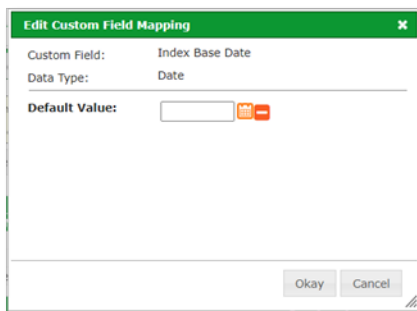 Edit Custom Field Mapping
Custom Field: Index Base Date
Data Type: Date
Default Value:
Okay Cancel